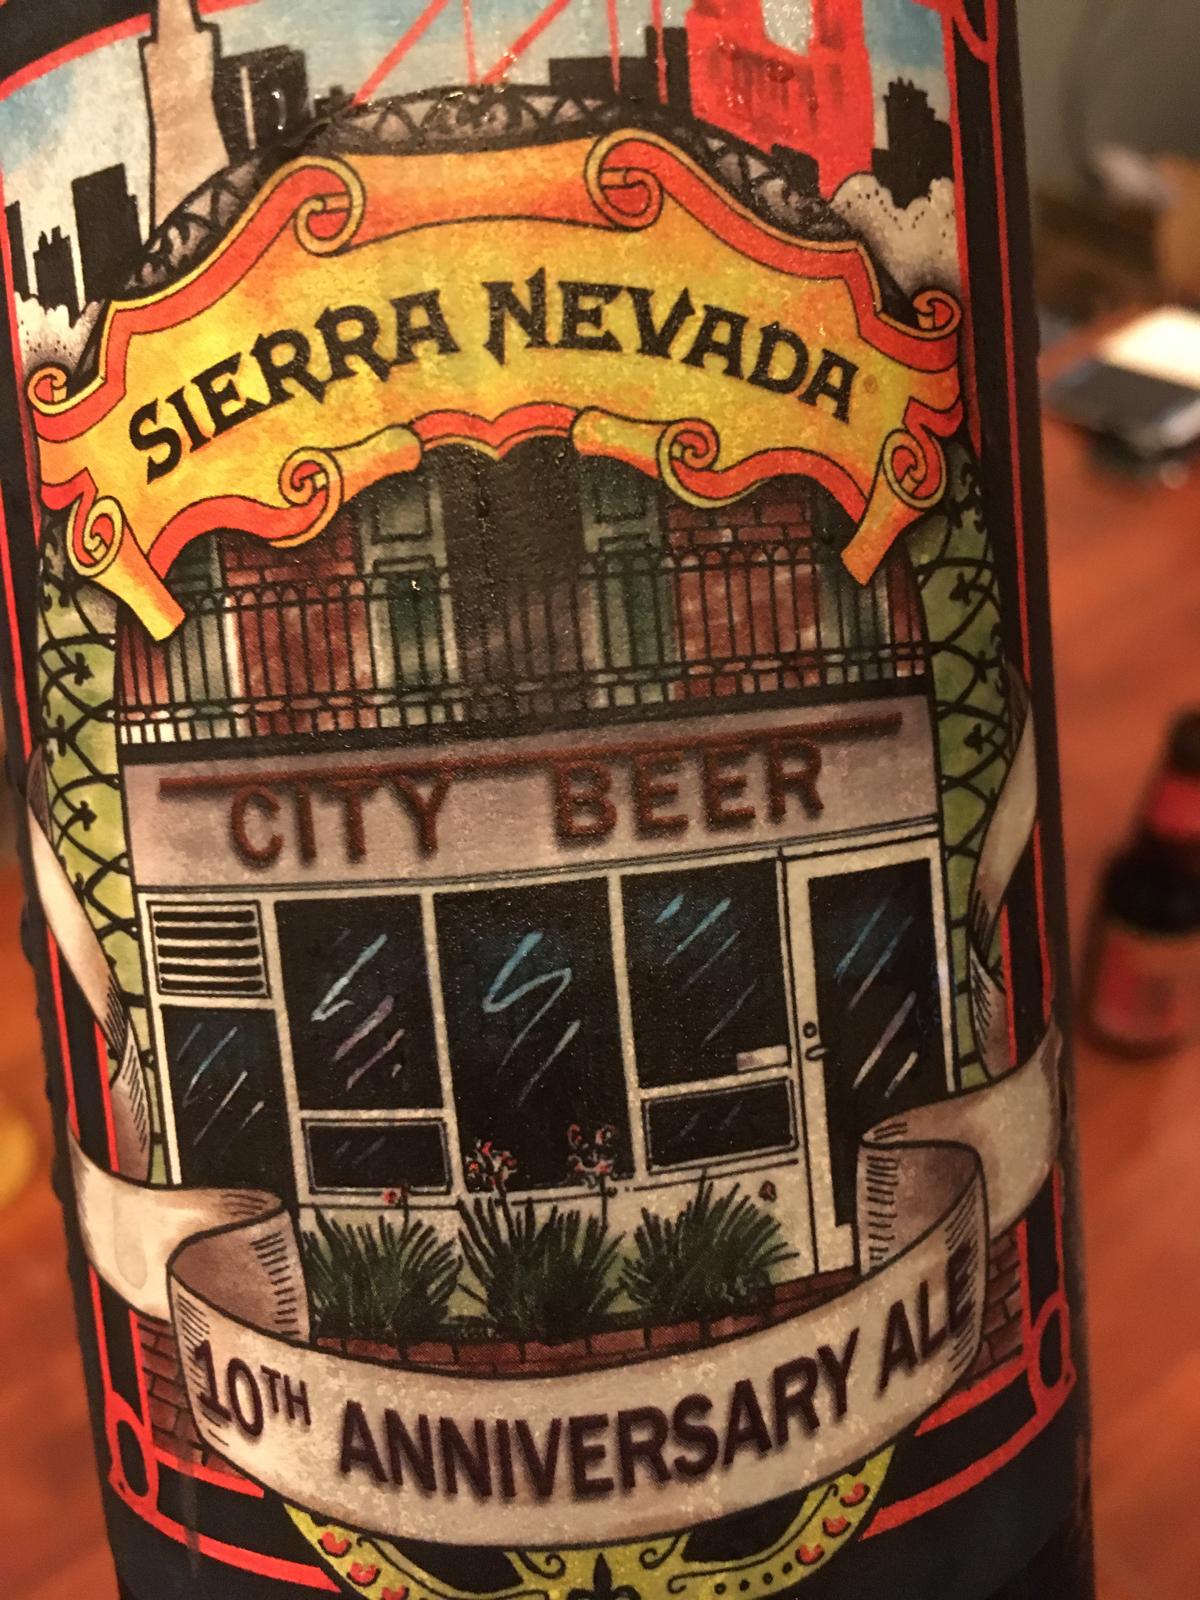 SIERRA NEVADA
CITY BEER
10TH ANNIVERSARY ALE